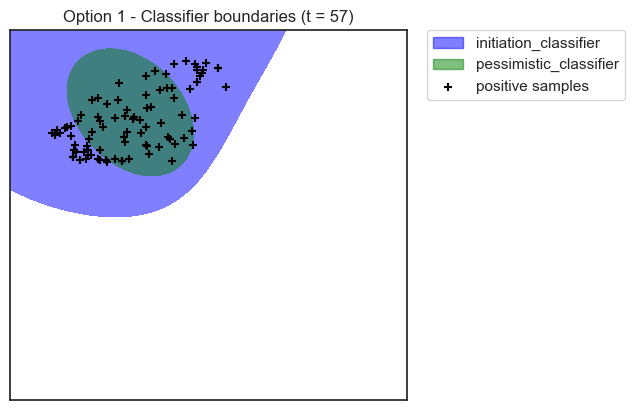 Option 1 - Classifier boundaries (t = 57)
initiation_classifier
pessimistic_classifier
positive samples